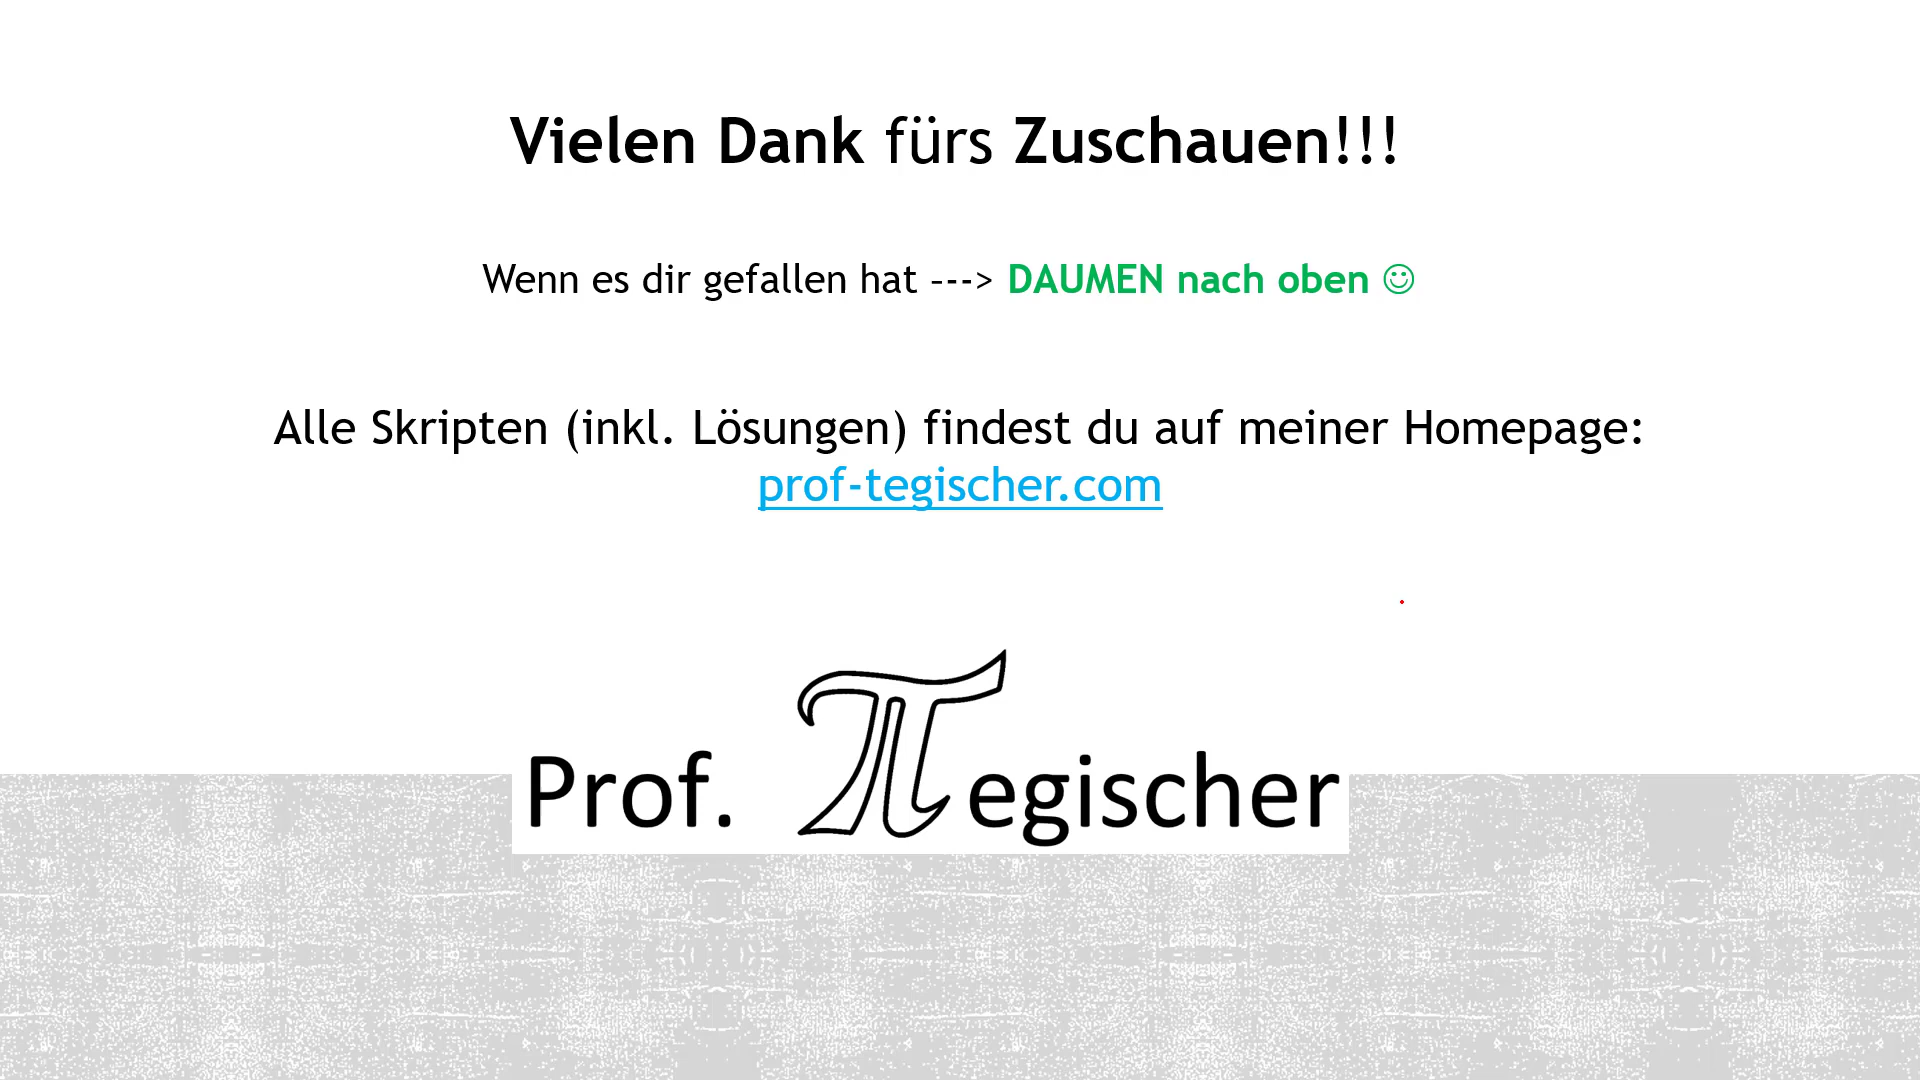 Vielen Dank fürs Zuschauen!!!
Wenn es dir gefallen hat ---> DAUMEN nach oben ☺
Alle Skripten (inkl. Lösungen) findest du auf meiner Homepage:
prof-tegischer.com
Prof. πegischer